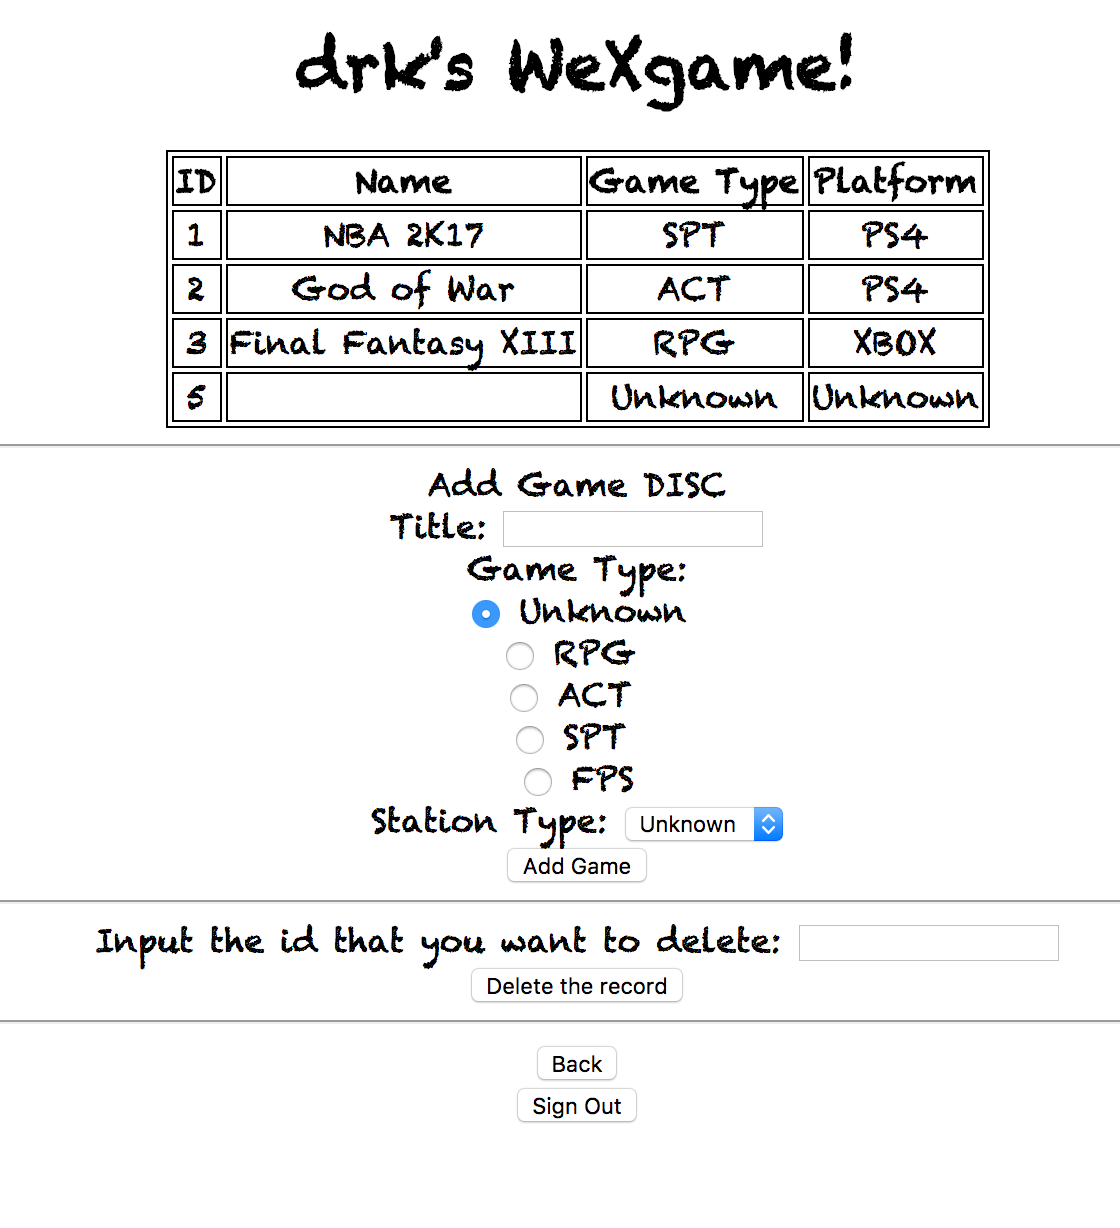 drk's WeXgame!
ID Name Game Type Platform
1 NBA 2K17 SPT PS4
2 God of War ACT PS4
3 Final Fantasy XIII RPG XBOX
5 Unknown Unknown
Add Game DISC
Title:
Game Type:
Unknown
RPG
ACT
SPT
FPS
Station Type: Unknown
Add Game
Input the id that you want to delete:
Delete the record
Back
Sign Out